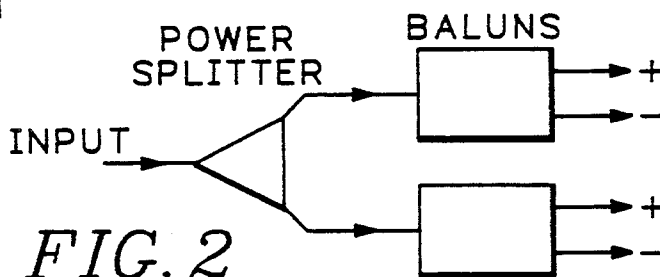 BALUNS
POWER
SPLITTER
INPUT
+
−
+
−
FIG. 2